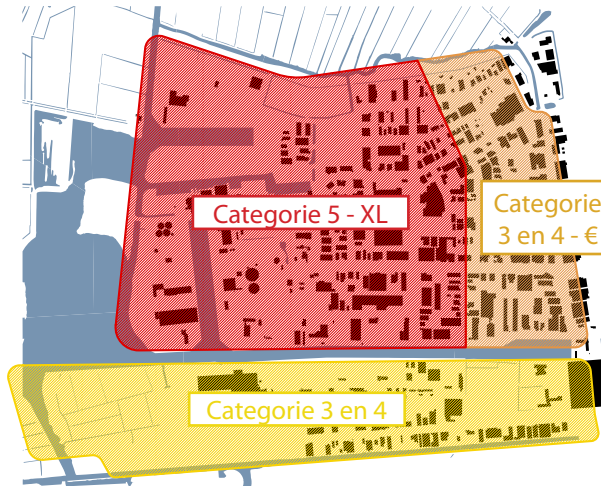 Categorie 5 - XL
Categorie
3 en 4 - €
Categorie 3 en 4